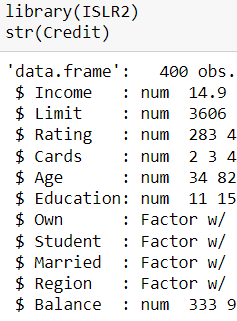 library(ISLR2)
str(Credit)
'data.frame':   400 obs.
 $ Income   : num  14.9
 $ Limit    : num  3606
 $ Rating   : num  283 4
 $ Cards    : num  2 3 4
 $ Age      : num  34 82
 $ Education: num  11 15
 $ Own      : Factor w/
 $ Student  : Factor w/
 $ Married  : Factor w/
 $ Region   : Factor w/
 $ Balance  : num  333 9